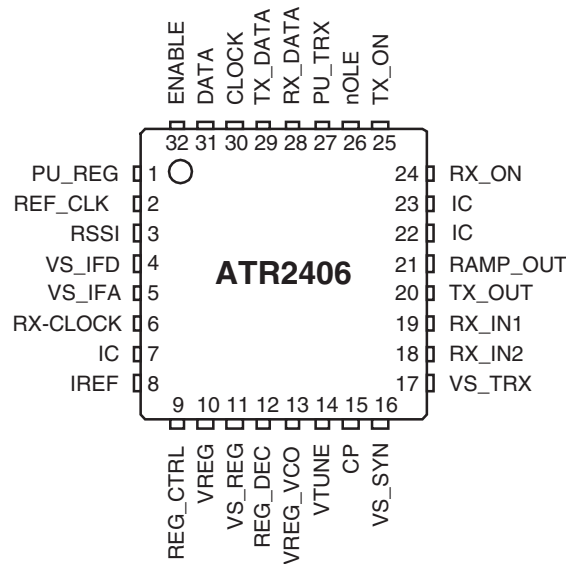 ENABLE
DATA
CLOCK
TX_DATA
RX_DATA
PU_TRX
nOLE
TX_ON
32 31 30 29 28 27 26 25
PU_REG 1 24 RX_ON
REF_CLK 2 23 IC
RSSI 3 22 IC
VS_IFD 4 21 RAMP_OUT
ATR2406
VS_IFA 5 20 TX_OUT
RX-CLOCK 6 19 RX_IN1
IC 7 18 RX_IN2
IREF 8 17 VS_TRX
9 10 11 12 13 14 15 16
REG_CTRL
VREG
VS_REG
REG_DEC
VREG_VCO
VTUNE
CP
VS_SYN